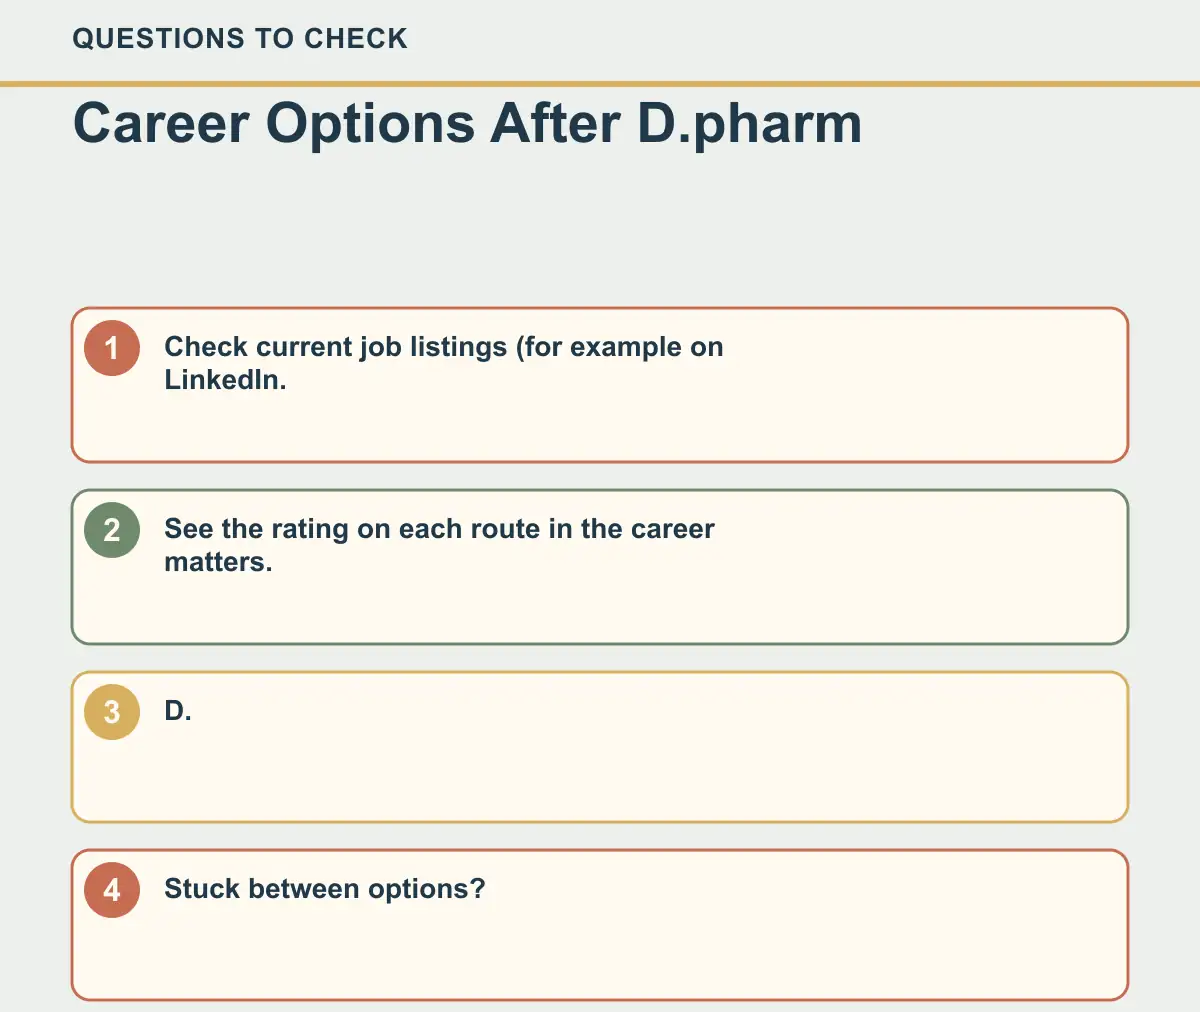 QUESTIONS TO CHECK
Career Options After D.pharm
1
Check current job listings (for example on
LinkedIn.
2
See the rating on each route in the career
matters.
3
D.
4
Stuck between options?